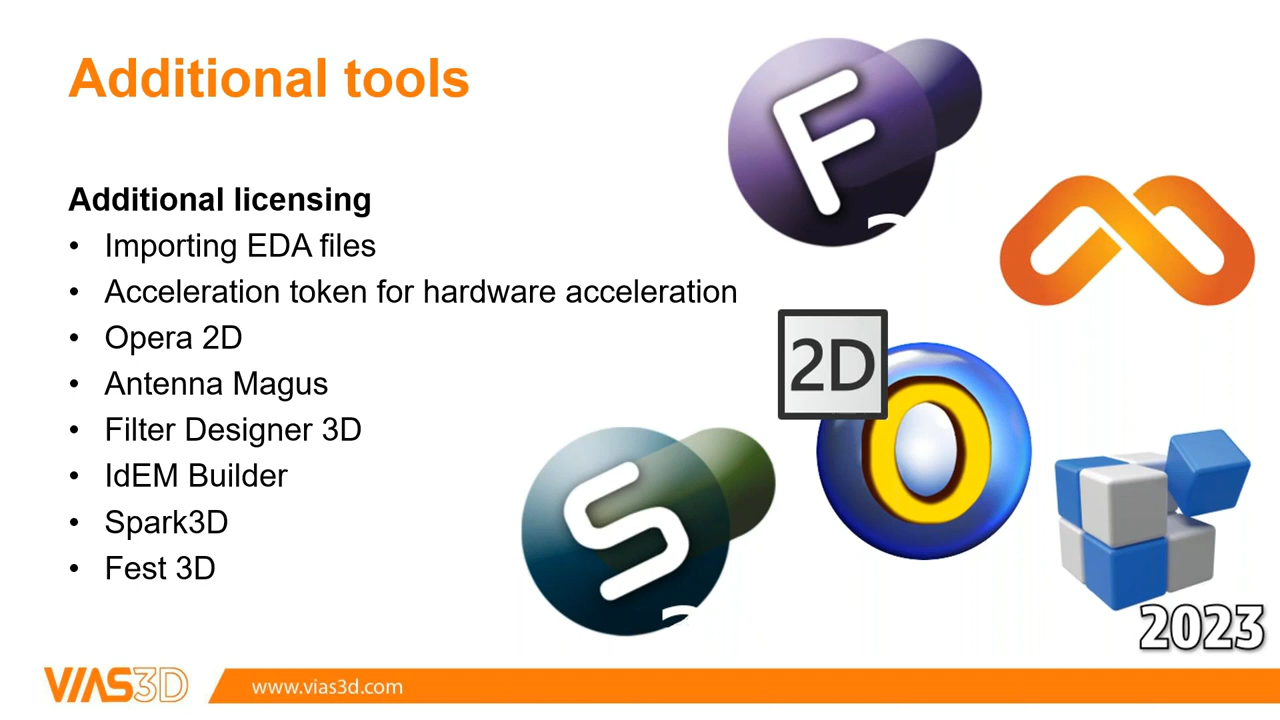 Additional tools
Additional licensing
• Importing EDA files
• Acceleration token for hardware acceleration
• Opera 2D
• Antenna Magus
• Filter Designer 3D
• IdEM Builder
• Spark3D
• Fest 3D
F
2D
O
S
2023
VIAS3D
www.vias3d.com